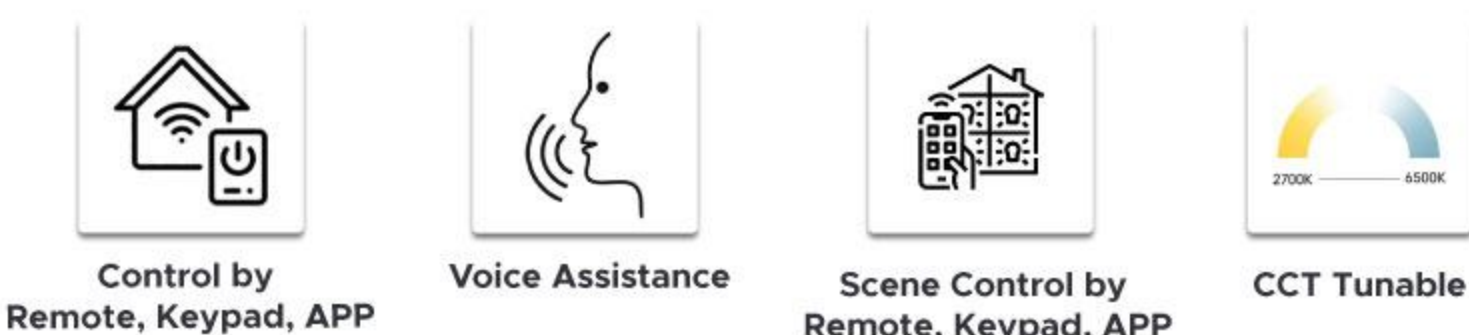 2700K
6500K
Control by
Remote, Keypad, APP
Voice Assistance
Scene Control by
Remote, Keypad, APP
CCT Tunable